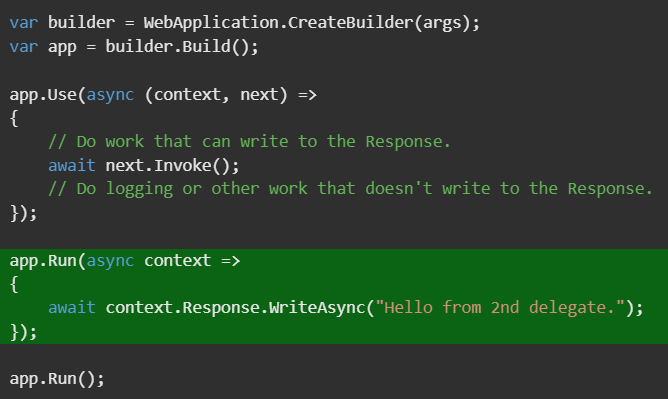 var builder = WebApplication.CreateBuilder(args);
var app = builder.Build();

app.Use(async (context, next) =>
{
    // Do work that can write to the Response.
    await next.Invoke();
    // Do logging or other work that doesn't write to the Response.
});

app.Run(async context =>
{
    await context.Response.WriteAsync("Hello from 2nd delegate.");
});

app.Run();